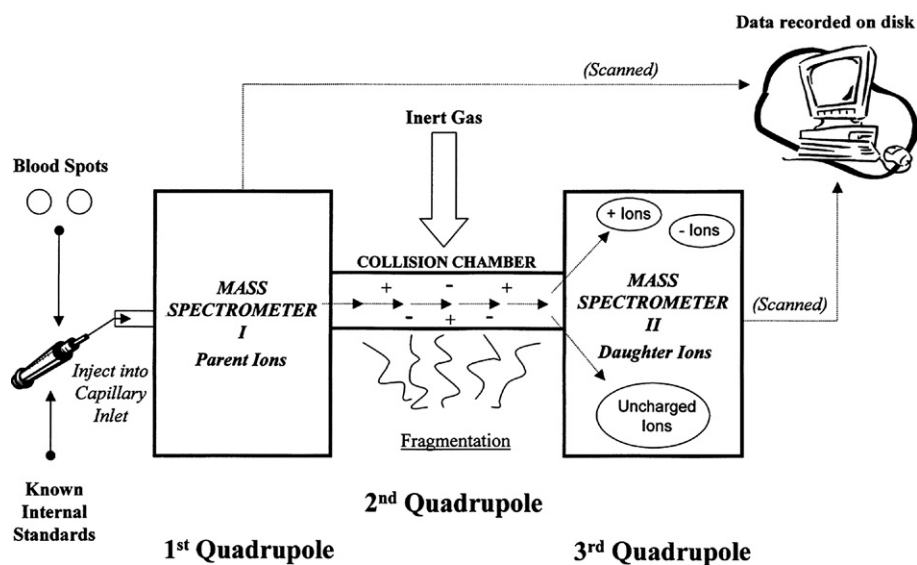 Data recorded on disk
(Scanned)
Inert Gas
Blood Spots
COLLISION CHAMBER
+ - +
- + -
MASS
SPECTROMETER
I
Parent Ions
Inject into
Capillary
Inlet
Known
Internal
Standards
Fragmentation
+ Ions
- Ions
MASS
SPECTROMETER
II
Daughter Ions
Uncharged
Ions
(Scanned)
1st Quadrupole
2nd Quadrupole
3rd Quadrupole